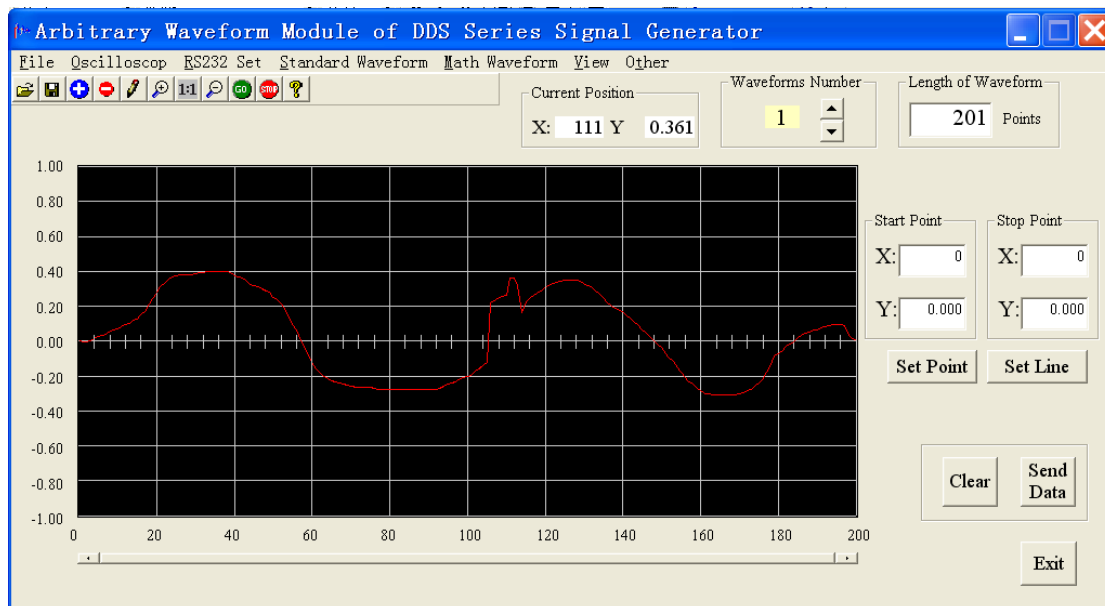 Arbitrary Waveform Module of DDS Series Signal Generator
File Oscilloscop RS232 Set Standard Waveform Math Waveform View Other
1:1 GO STOP ?
Current Position
X: 111 Y 0.361
Waveforms Number
1
Length of Waveform
201 Points
1.00
0.80
0.60
0.40
0.20
0.00
-0.20
-0.40
-0.60
-0.80
-1.00
0 20 40 60 80 100 120 140 160 180 200
Start Point
X: 0
Y: 0.000
Stop Point
X: 0
Y: 0.000
Set Point
Set Line
Clear
Send Data
Exit